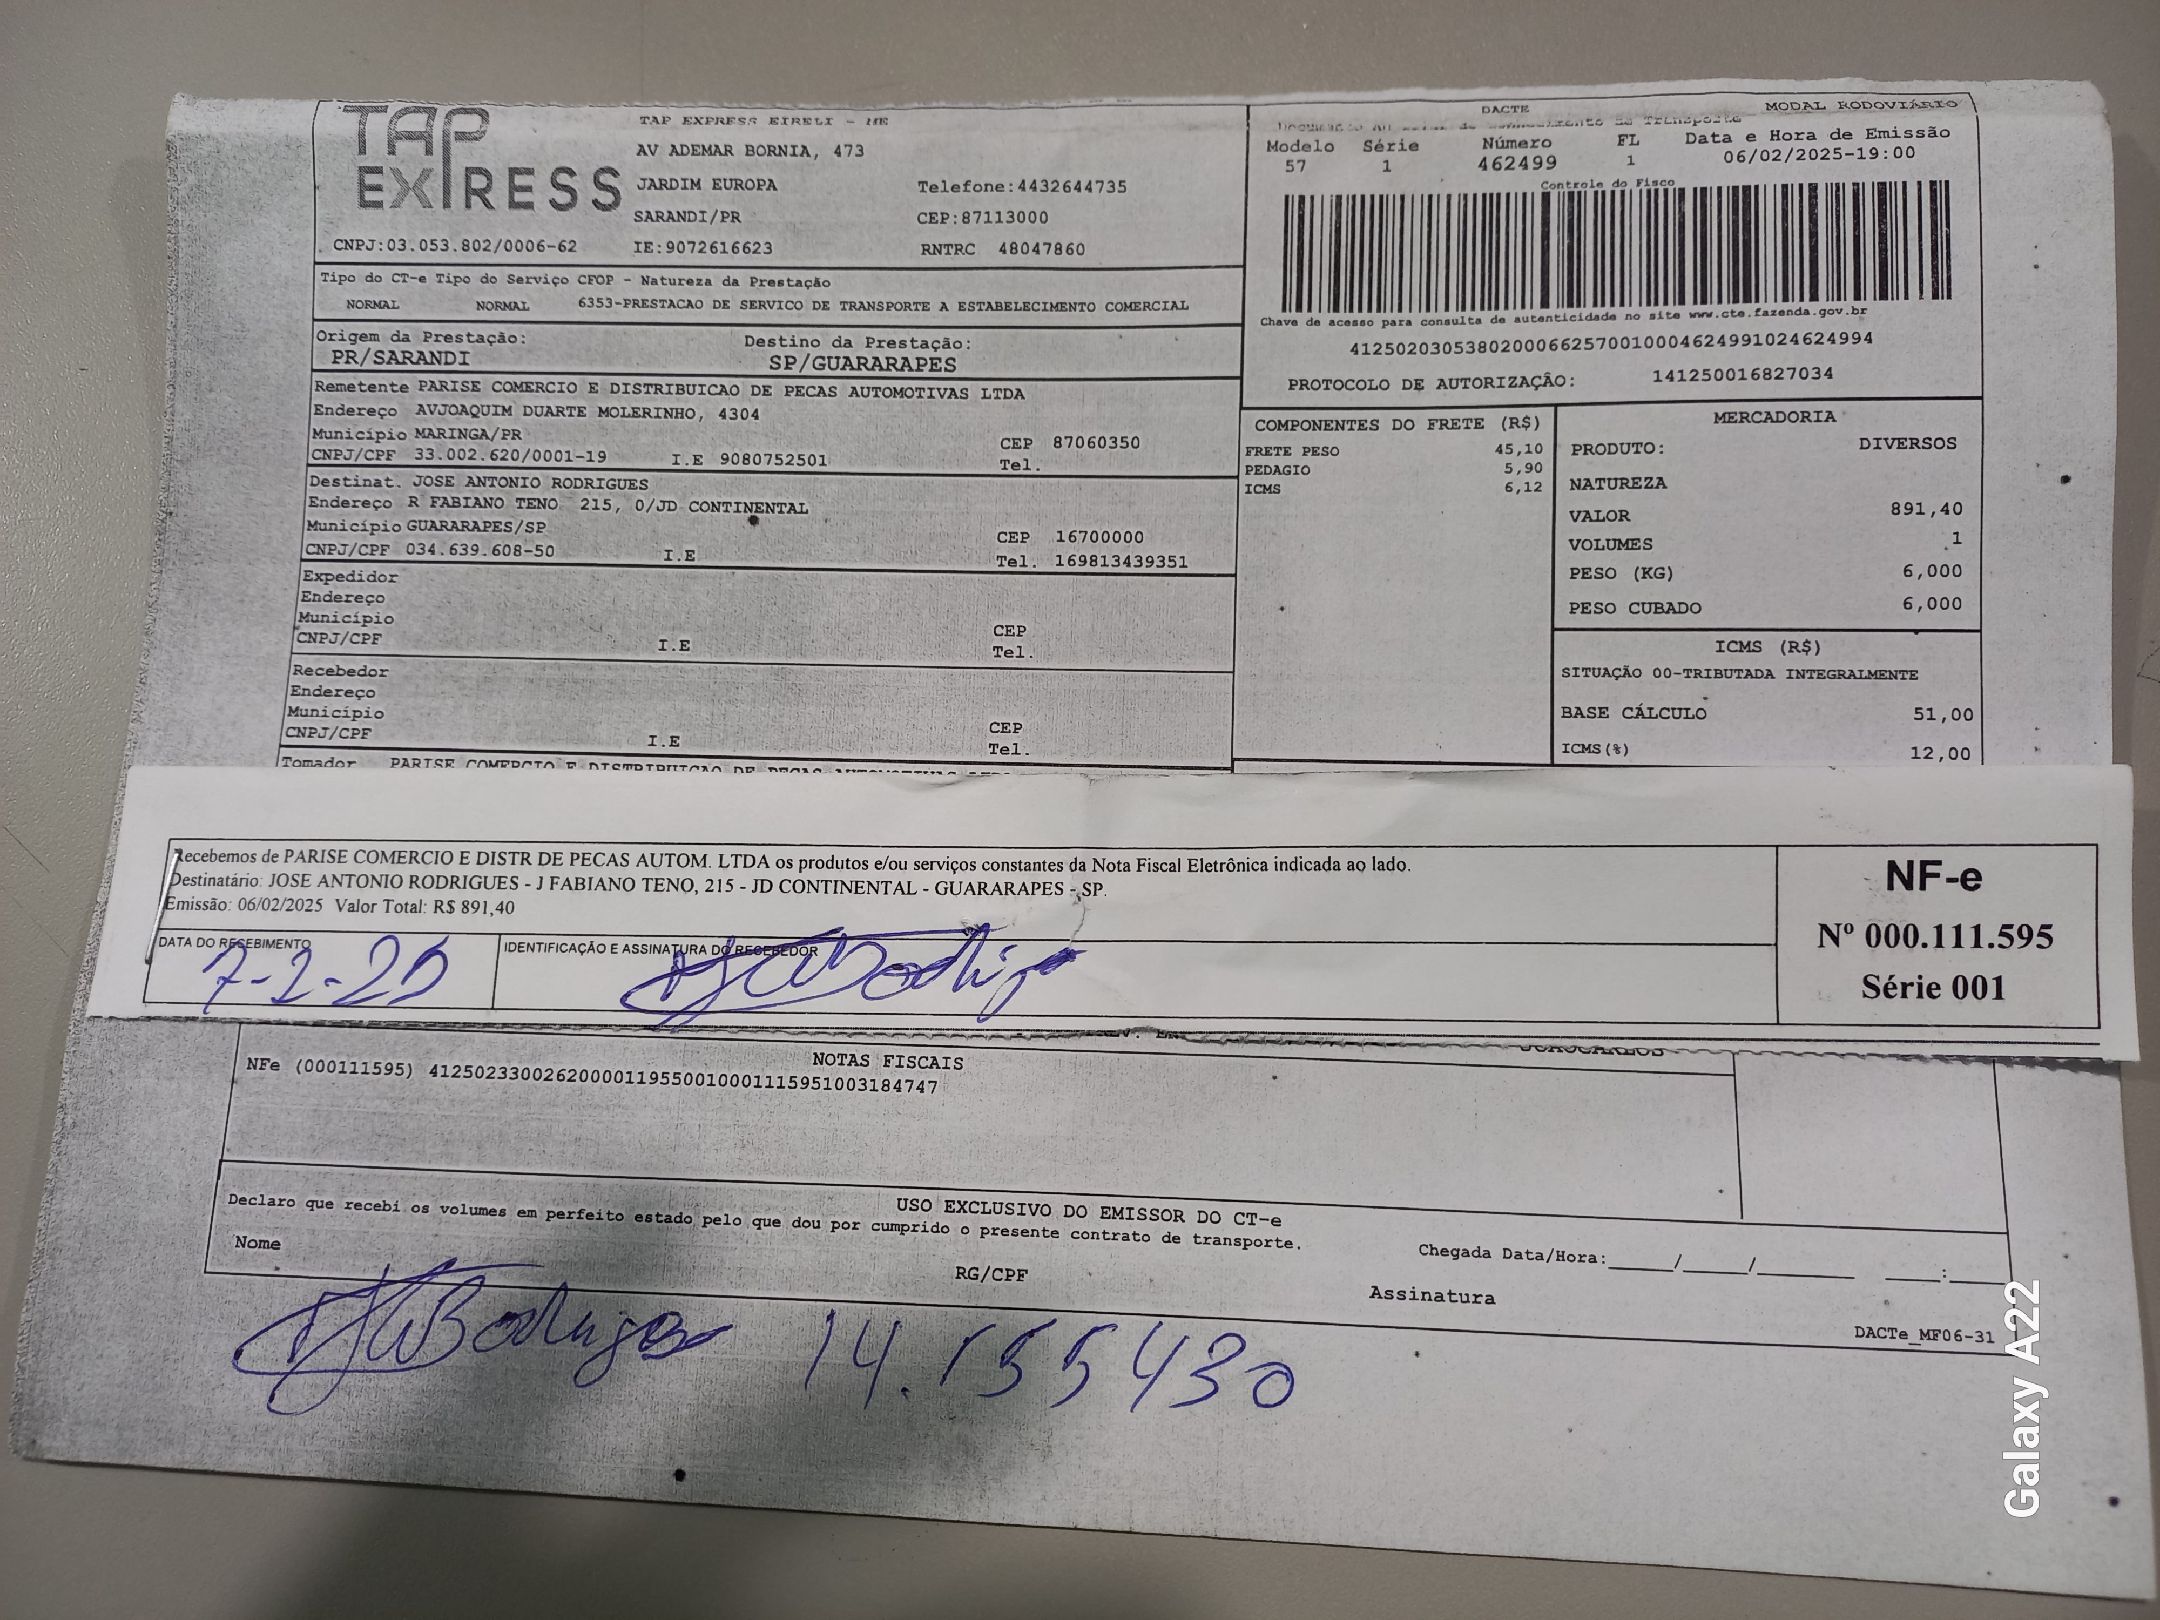 TAP EXPRESS
TAP EXPRESS EIRELI - ME
AV ADEMAR BORNIA, 473
JARDIM EUROPA Telefone:4432644735
SARANDI/PR CEP:87113000
CNPJ:03.053.802/0006-62 IE:9072616623 RNTRC 48047860
DACTE MODAL RODOVIÁRIO
Modelo Série Número FL Data e Hora de Emissão
57 1 462499 1 06/02/2025-19:00
Controle do Fisco
Chave de acesso para consulta de autenticidade no site www.cte.fazenda.gov.br
41250203053802000662570010004624991024624994
PROTOCOLO DE AUTORIZAÇÃO: 141250016827034
Tipo do CT-e Tipo do Serviço CFOP - Natureza da Prestação
NORMAL NORMAL 6353-PRESTACAO DE SERVICO DE TRANSPORTE A ESTABELECIMENTO COMERCIAL
Origem da Prestação: Destino da Prestação:
PR/SARANDI SP/GUARARAPES
Remetente PARISE COMERCIO E DISTRIBUICAO DE PECAS AUTOMOTIVAS LTDA
Endereço AVJOAQUIM DUARTE MOLERINHO, 4304
Município MARINGA/PR CEP 87060350
CNPJ/CPF 33.002.620/0001-19 I.E 9080752501 Tel.
Destinat. JOSE ANTONIO RODRIGUES
Endereço R FABIANO TENO 215, 0/JD CONTINENTAL
Município GUARARAPES/SP CEP 16700000
CNPJ/CPF 034.639.608-50 I.E Tel. 169813439351
Expedidor
Endereço
Município CEP
CNPJ/CPF I.E Tel.
Recebedor
Endereço
Município CEP
CNPJ/CPF I.E Tel.
Tomador PARISE COMERCIO E DISTRIBUICAO DE PECAS
COMPONENTES DO FRETE (R$)
FRETE PESO 45,10
PEDAGIO 5,90
ICMS 6,12
MERCADORIA
PRODUTO: DIVERSOS
NATUREZA
VALOR 891,40
VOLUMES 1
PESO (KG) 6,000
PESO CUBADO 6,000
ICMS (R$)
SITUAÇÃO 00-TRIBUTADA INTEGRALMENTE
BASE CÁLCULO 51,00
ICMS(%) 12,00
Recebemos de PARISE COMERCIO E DISTR DE PECAS AUTOM. LTDA os produtos e/ou serviços constantes da Nota Fiscal Eletrônica indicada ao lado.
Destinatário: JOSE ANTONIO RODRIGUES - J FABIANO TENO, 215 - JD CONTINENTAL - GUARARAPES - SP.
Emissão: 06/02/2025 Valor Total: R$ 891,40
DATA DO RECEBIMENTO IDENTIFICAÇÃO E ASSINATURA DO RECEBEDOR
7-2-25
NF-e
Nº 000.111.595
Série 001
NOTAS FISCAIS
NFe (000111595) 41250233002620000119550010001115951003184747
USO EXCLUSIVO DO EMISSOR DO CT-e
Declaro que recebi os volumes em perfeito estado pelo que dou por cumprido o presente contrato de transporte.
Nome RG/CPF Chegada Data/Hora:_____/_____/_______ ____:_____
Assinatura
DACTe_MF06-31
14.155430
Galaxy A22